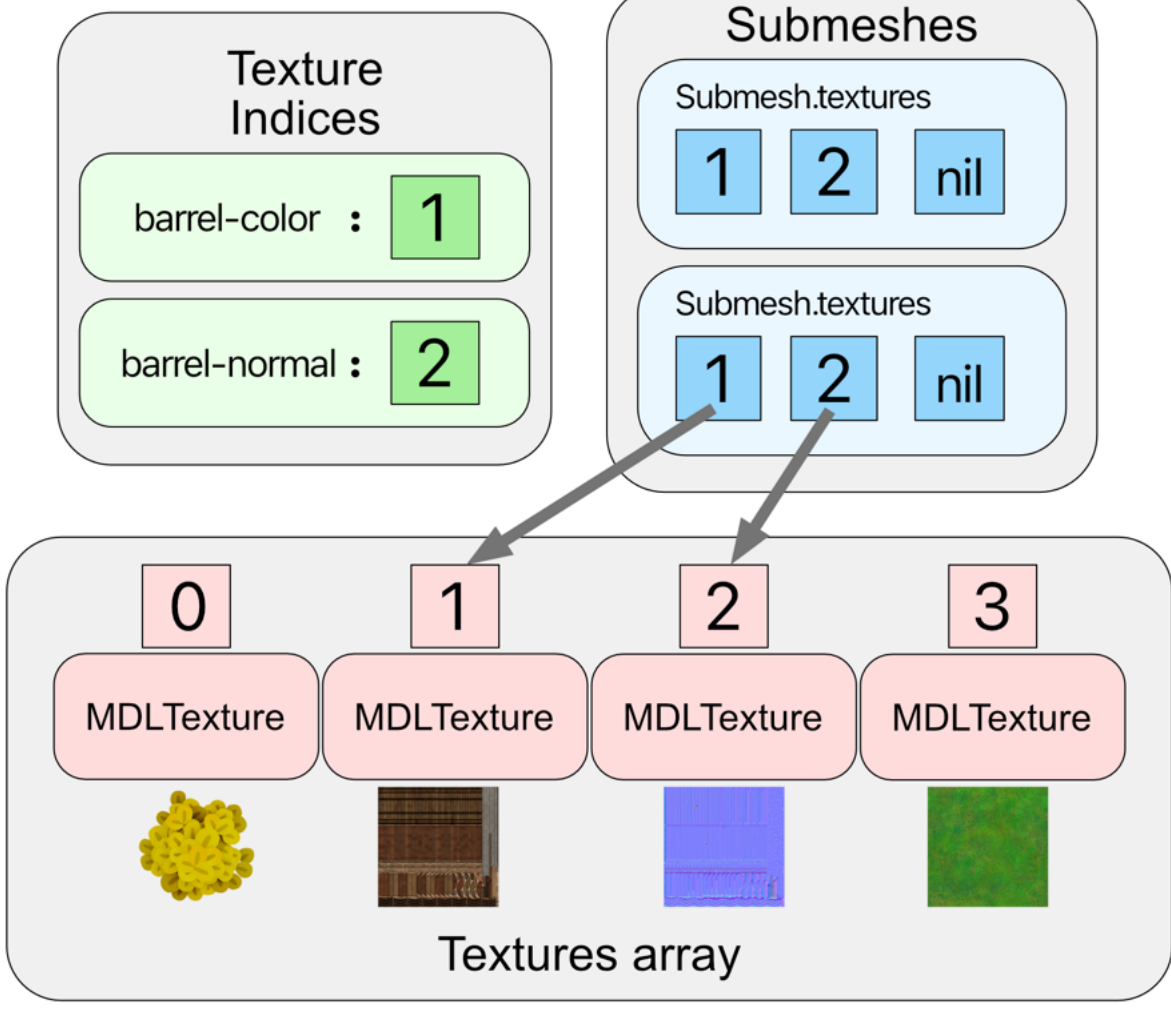 Texture
Indices
barrel-color : 1
barrel-normal : 2
Submeshes
Submesh.textures
1 2 nil
Submesh.textures
1 2 nil
0 1 2 3
MDLTexture MDLTexture MDLTexture MDLTexture
Textures array